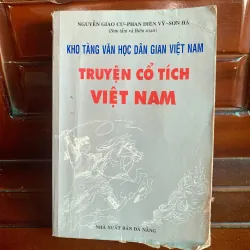 NGUYỄN GIAO CƯ-PHAN DIÊN VỸ-SƠN HÀ
(Sưu tầm và Biên soạn)
KHO TÀNG VĂN HỌC DÂN GIAN VIỆT NAM
TRUYỆN CỔ TÍCH
VIỆT NAM
NHÀ XUẤT BẢN ĐÀ NẴNG